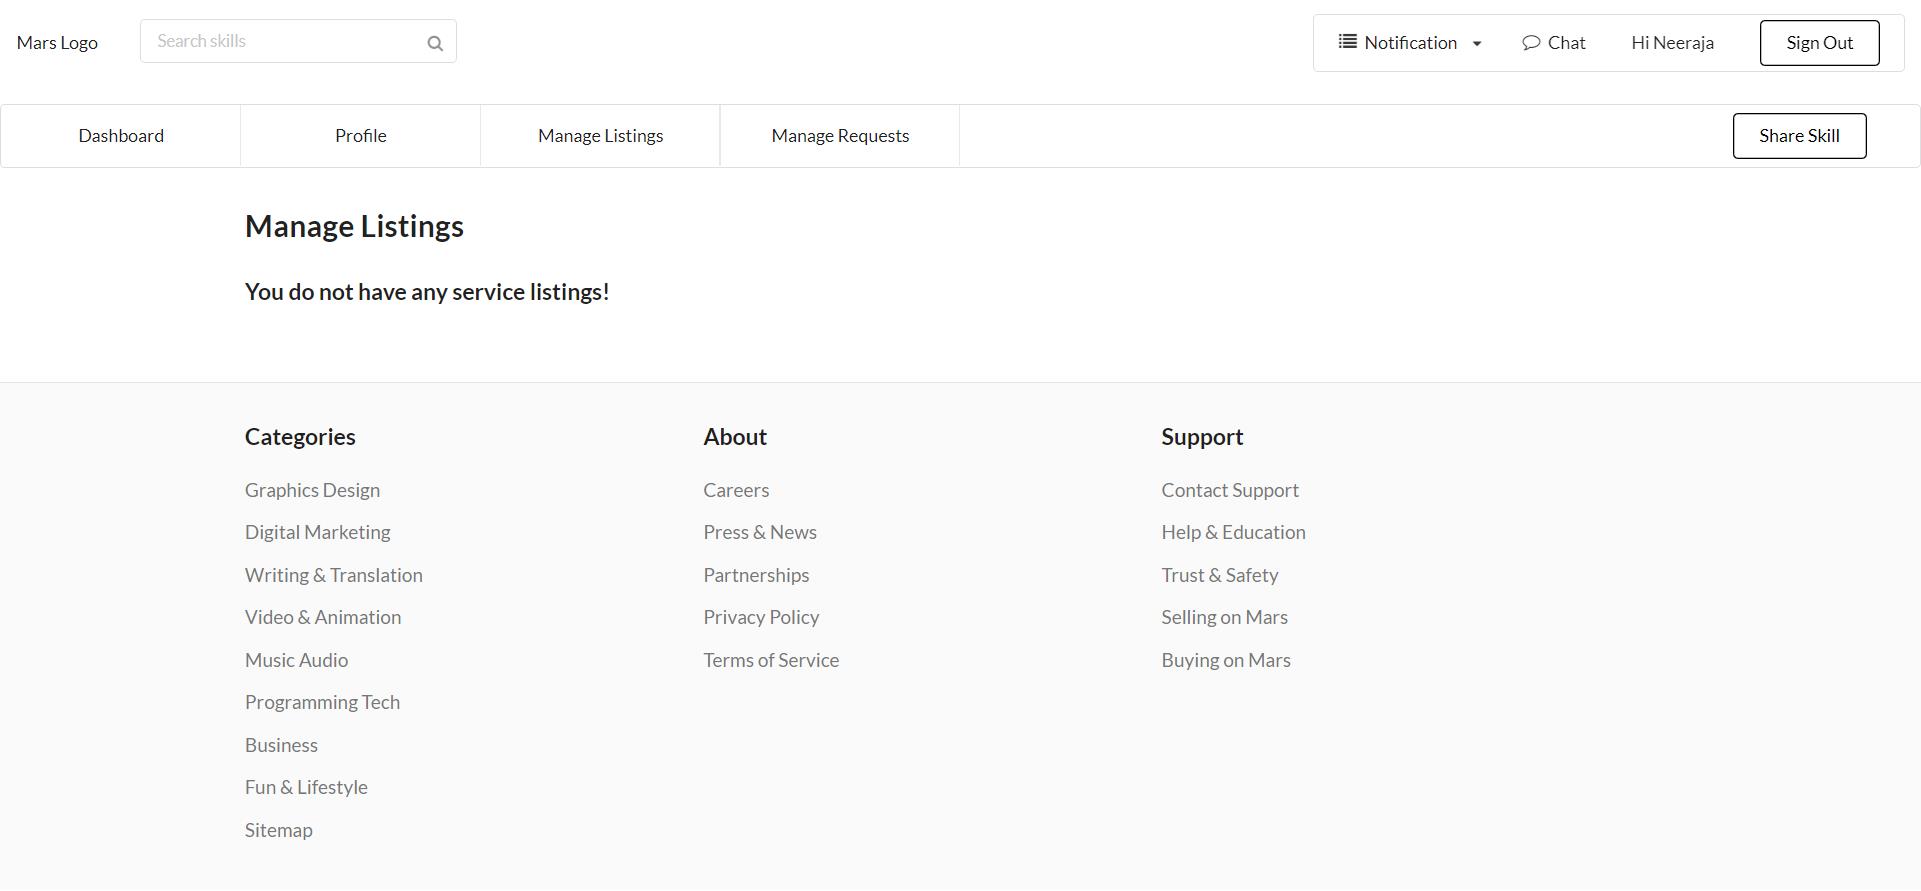 Mars Logo
Search skills
Notification
Chat
Hi Neeraja
Sign Out
Dashboard
Profile
Manage Listings
Manage Requests
Share Skill
Manage Listings
You do not have any service listings!
Categories
Graphics Design
Digital Marketing
Writing & Translation
Video & Animation
Music Audio
Programming Tech
Business
Fun & Lifestyle
Sitemap
About
Careers
Press & News
Partnerships
Privacy Policy
Terms of Service
Support
Contact Support
Help & Education
Trust & Safety
Selling on Mars
Buying on Mars